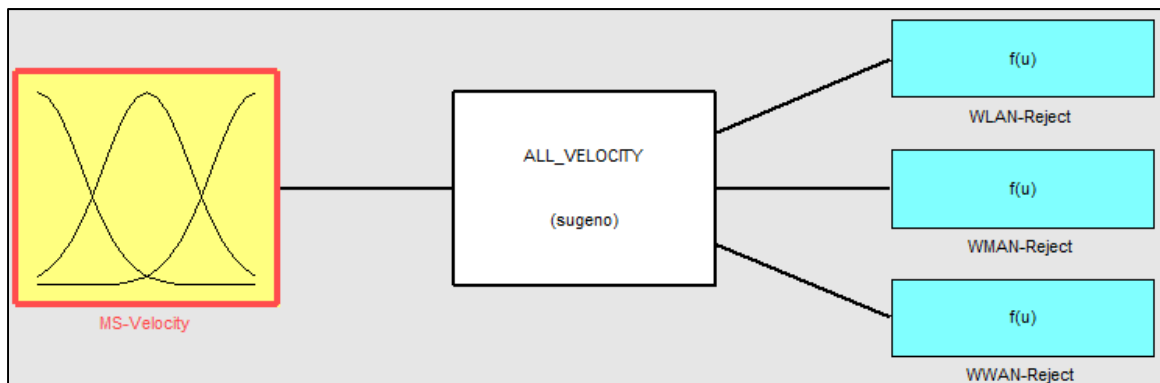 MS-Velocity
ALL_VELOCITY
(sugeno)
f(u)
WLAN-Reject
f(u)
WMAN-Reject
f(u)
WWAN-Reject